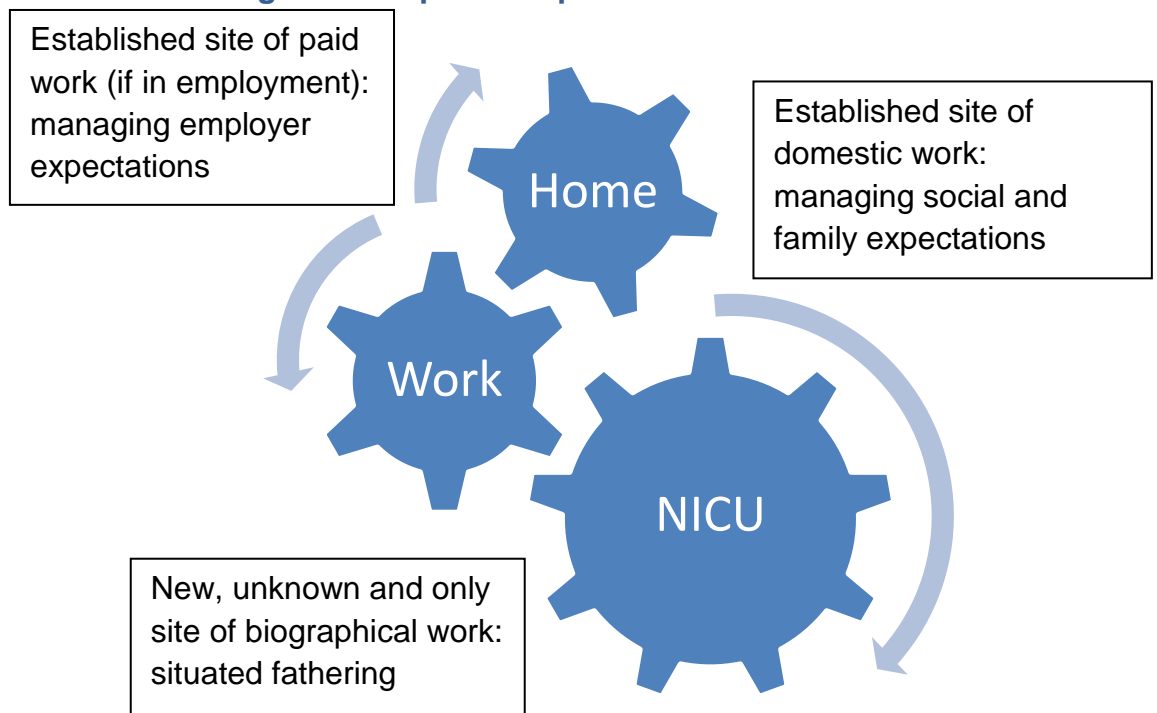 Established site of paid
work (if in employment):
managing employer
expectations
Home
Established site of
domestic work:
managing social and
family expectations
Work
NICU
New, unknown and only
site of biographical work:
situated fathering